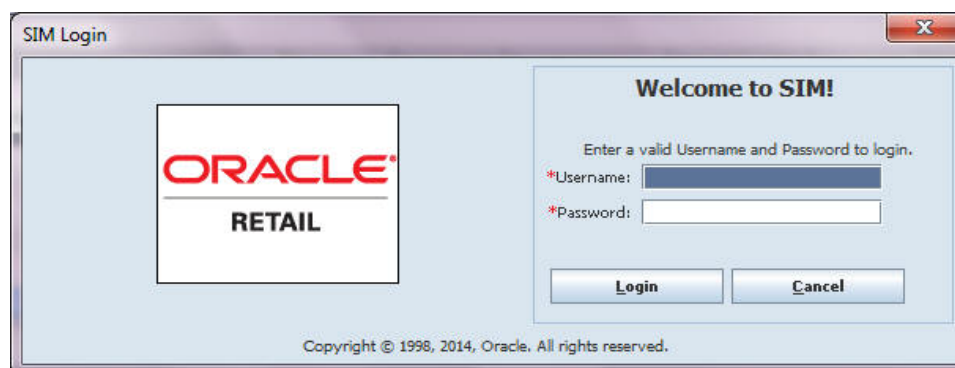 SIM Login
ORACLE
RETAIL
Welcome to SIM!
Enter a valid Username and Password to login.
*Username:
*Password:
Login
Cancel
Copyright © 1998, 2014, Oracle. All rights reserved.